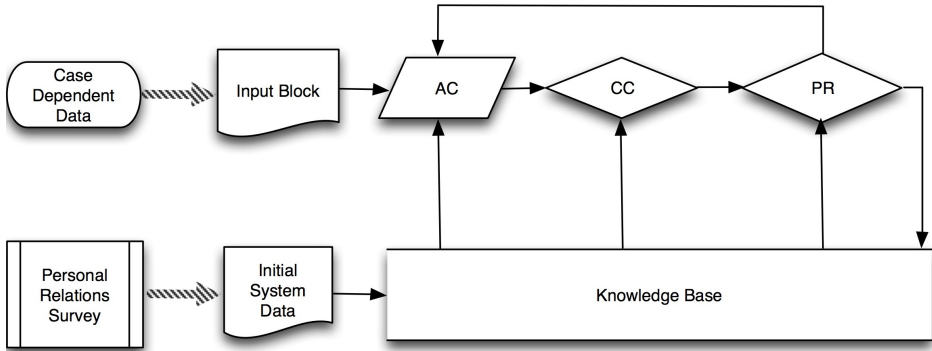 Case
Dependent
Data
Input Block
AC
CC
PR
Personal
Relations
Survey
Initial
System
Data
Knowledge Base